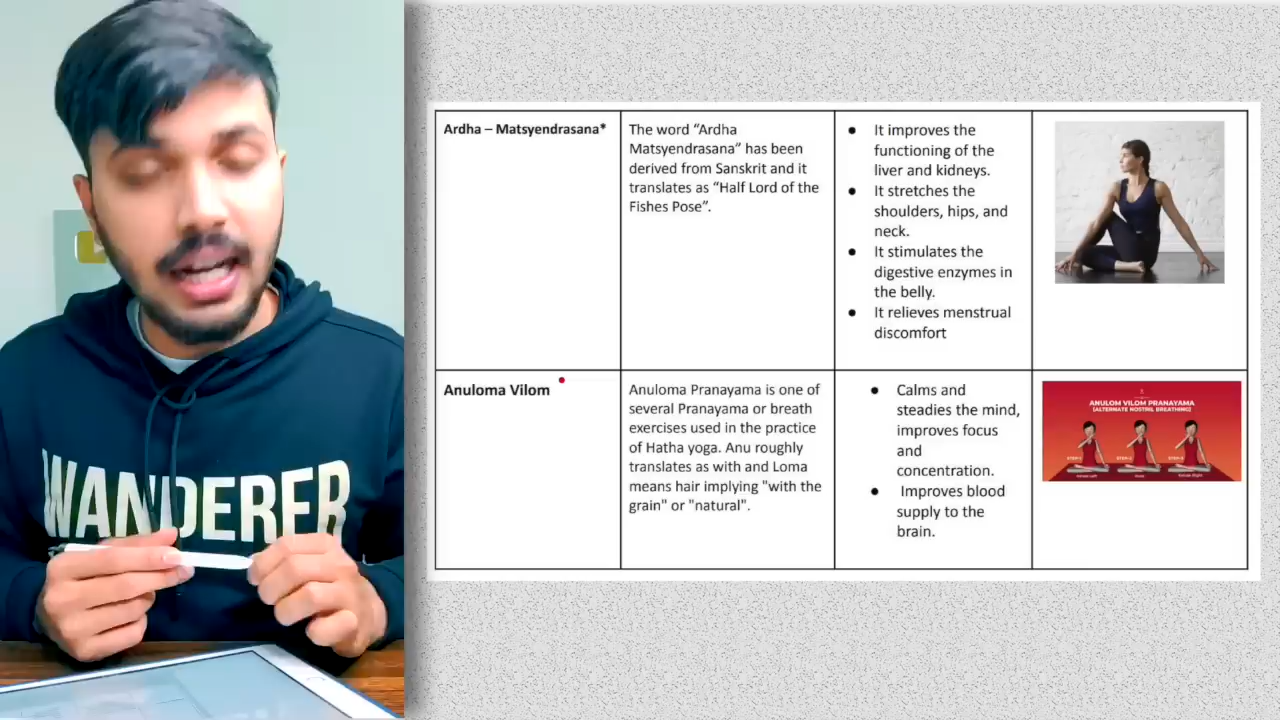 WANDERER
Ardha – Matsyendrasana*
The word “Ardha
Matsyendrasana” has been
derived from Sanskrit and it
translates as “Half Lord of the
Fishes Pose”.
● It improves the
functioning of the
liver and kidneys.
● It stretches the
shoulders, hips, and
neck.
● It stimulates the
digestive enzymes in
the belly.
● It relieves menstrual
discomfort
Anuloma Vilom
Anuloma Pranayama is one of
several Pranayama or breath
exercises used in the practice
of Hatha yoga. Anu roughly
translates as with and Loma
means hair implying "with the
grain" or "natural".
● Calms and
steadies the mind,
improves focus
and
concentration.
● Improves blood
supply to the
brain.
ANULOM VILOM PRANAYAMA
(ALTERNATE NOSTRIL BREATHING)